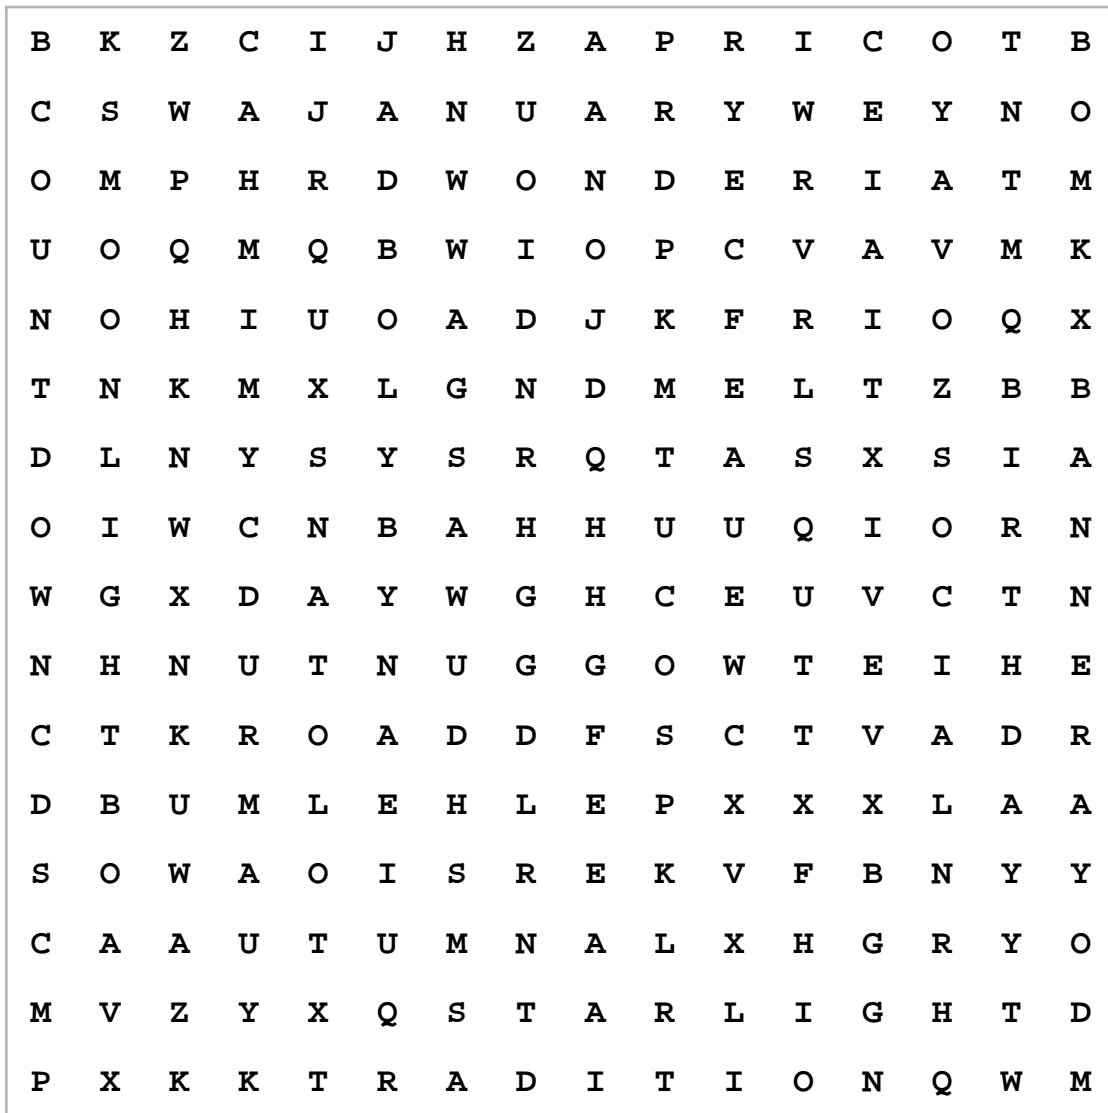 B K Z C I J H Z A P R I C O T B
C S W A J A N U A R Y W E Y N O
O M P H R D W O N D E R I A T M
U O Q M Q B W I O P C V A V M K
N O H I U O A D J K F R I O Q X
T N K M X L G N D M E L T Z B B
D L N Y S Y S R Q T A S X S I A
O I W C N B A H H U U Q I O R N
W G X D A Y W G H C E U V C T N
N H N U T N U G G O W T E I H E
C T K R O A D D F S C T V A D R
D B U M L E H L E P X X X L A A
S O W A O I S R E K V F B N Y Y
C A A U T U M N A L X H G R Y O
M V Z Y X Q S T A R L I G H T D
P X K K T R A D I T I O N Q W M